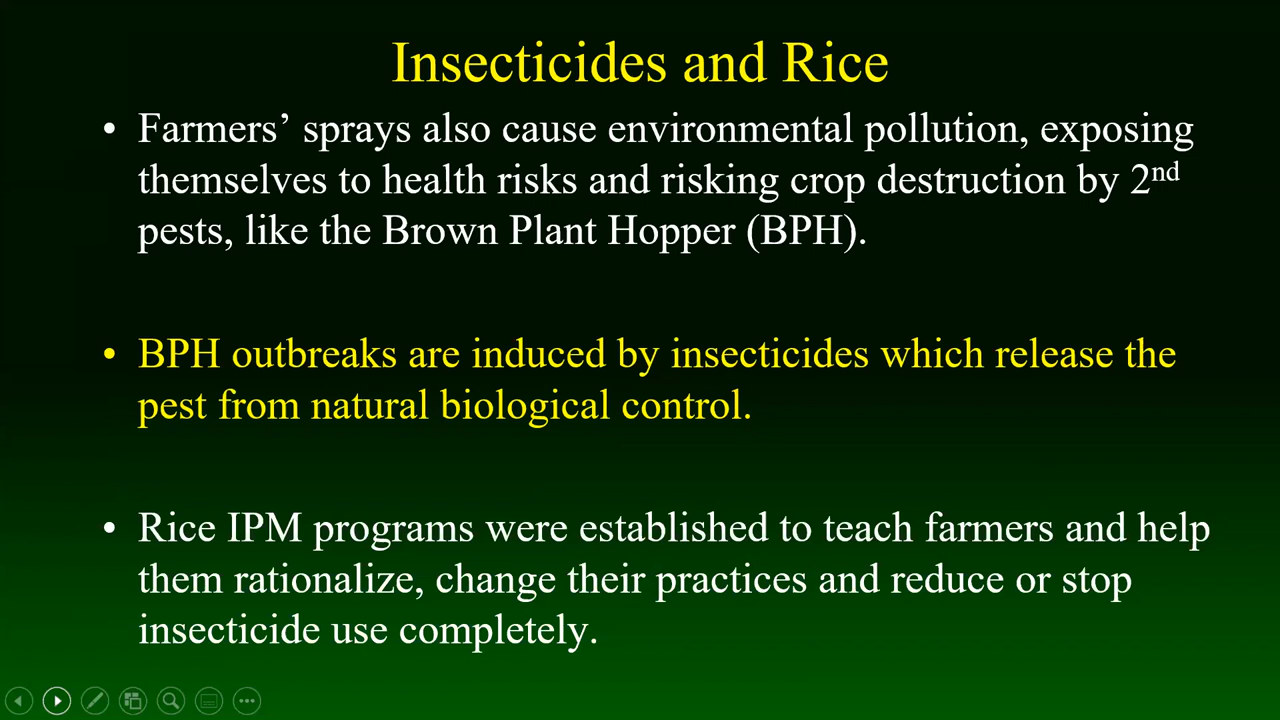 Insecticides and Rice
• Farmers’ sprays also cause environmental pollution, exposing
themselves to health risks and risking crop destruction by 2nd
pests, like the Brown Plant Hopper (BPH).
• BPH outbreaks are induced by insecticides which release the
pest from natural biological control.
• Rice IPM programs were established to teach farmers and help
them rationalize, change their practices and reduce or stop
insecticide use completely.